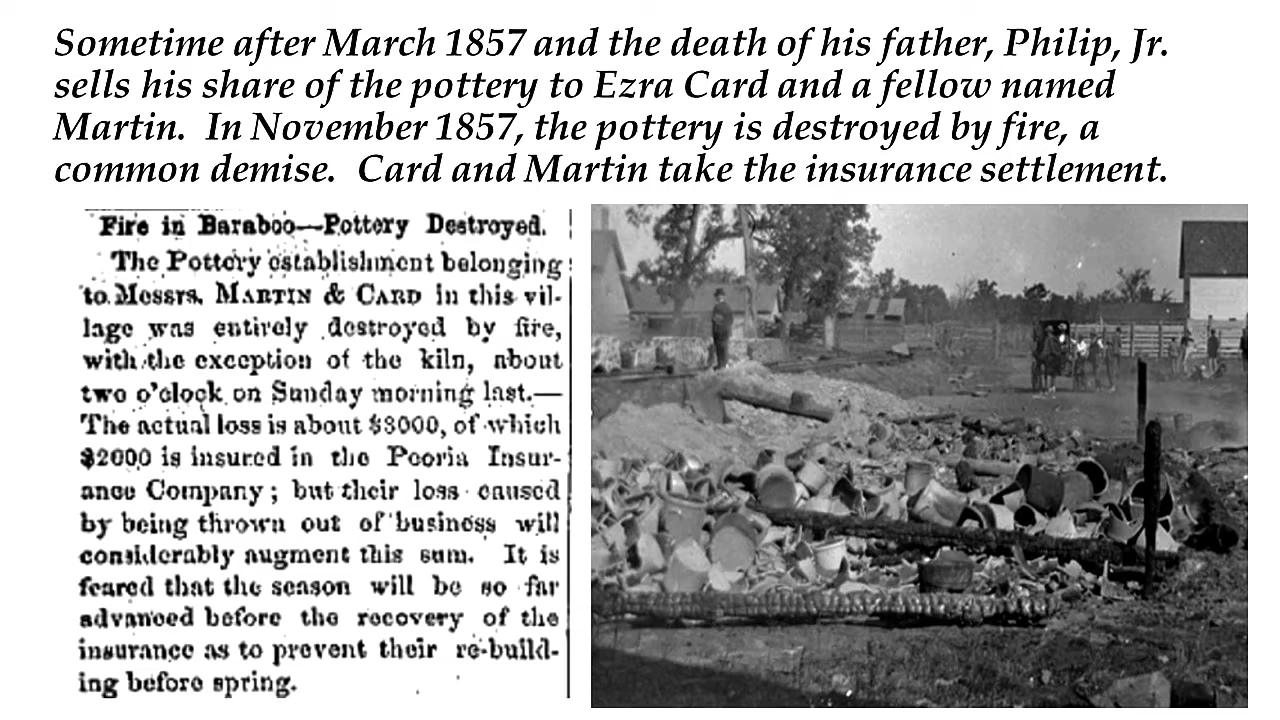 Sometime after March 1857 and the death of his father, Philip, Jr.
sells his share of the pottery to Ezra Card and a fellow named
Martin. In November 1857, the pottery is destroyed by fire, a
common demise. Card and Martin take the insurance settlement.
Fire in Baraboo—Pottery Destroyed.
The Pottery establishment belonging
to Messrs. MARTIN & CARD in this vil-
lage was entirely destroyed by fire,
with the exception of the kiln, about
two o'clock on Sunday morning last.—
The actual loss is about $3000, of which
$2000 is insured in the Peoria Insur-
ance Company; but their loss caused
by being thrown out of business will
considerably augment this sum. It is
feared that the season will be so far
advanced before the recovery of the
insurance as to prevent their re-build-
ing before spring.